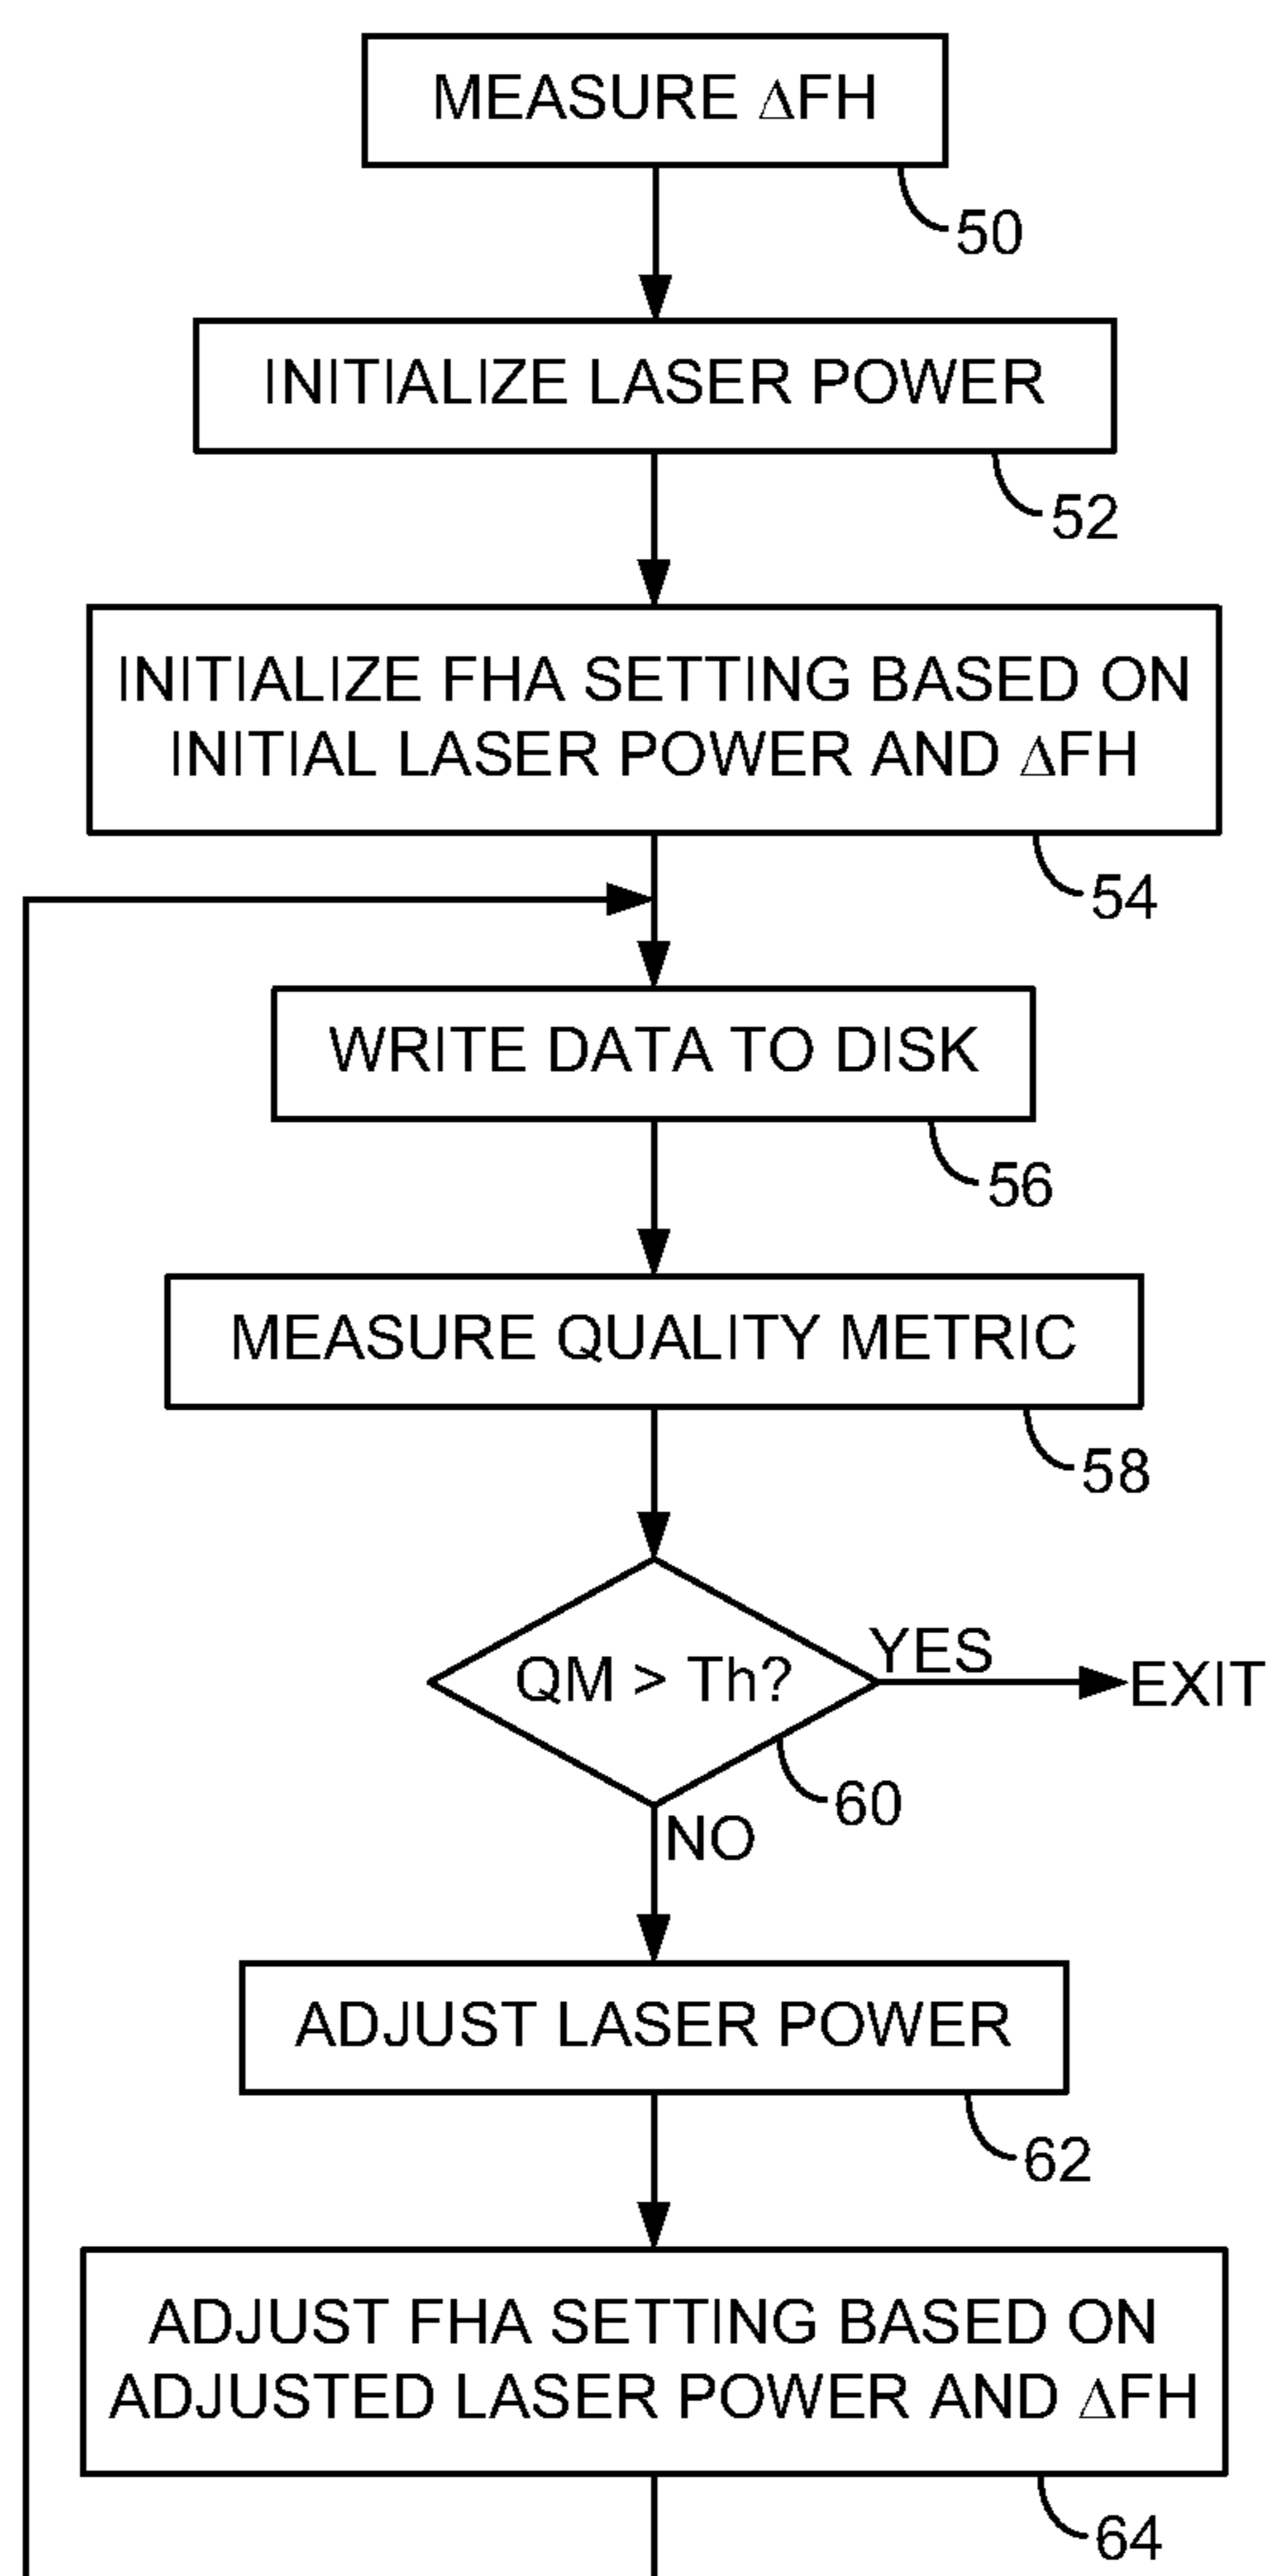 MEASURE ΔFH
50
INITIALIZE LASER POWER
52
INITIALIZE FHA SETTING BASED ON
INITIAL LASER POWER AND ΔFH
54
WRITE DATA TO DISK
56
MEASURE QUALITY METRIC
58
QM > Th?
YES
EXIT
60
NO
ADJUST LASER POWER
62
ADJUST FHA SETTING BASED ON
ADJUSTED LASER POWER AND ΔFH
64